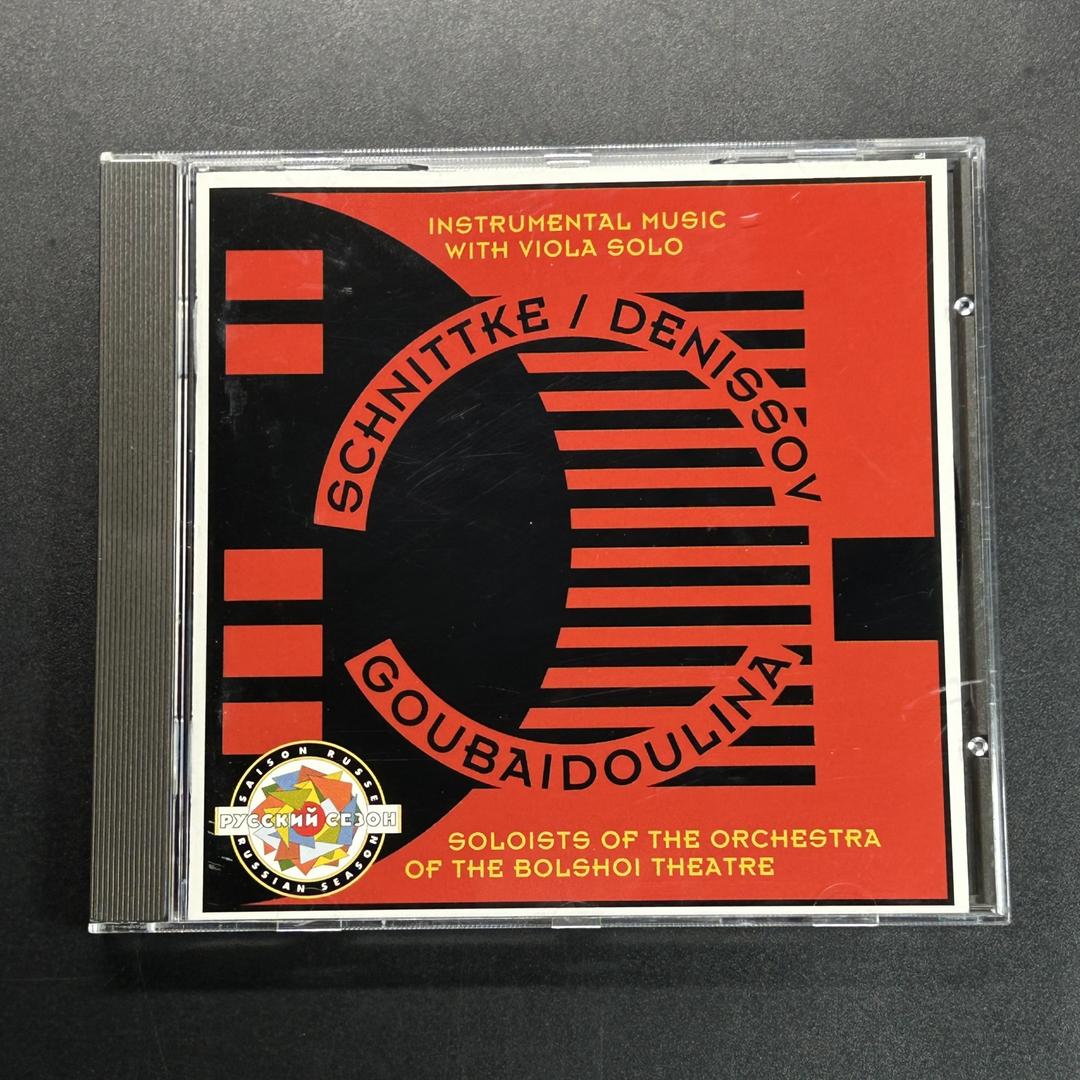 INSTRUMENTAL MUSIC
WITH VIOLA SOLO
SCHNITTKE / DENISSOV
GOUBAIDOULINA
SAISON RUSSE
РУССКИЙ СЕЗОН
RUSSIAN SEASON
SOLOISTS OF THE ORCHESTRA
OF THE BOLSHOI THEATRE